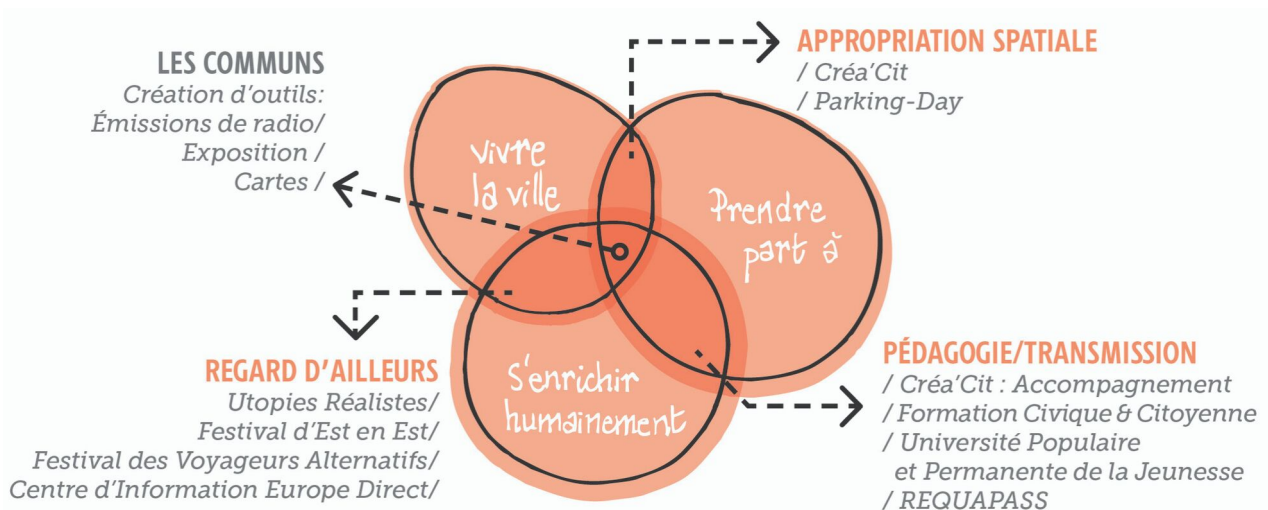 LES COMMUNS
Création d'outils:
Émissions de radio/
Exposition /
Cartes /
APPROPRIATION SPATIALE
/ Créa'Cit
/ Parking-Day
vivre
la ville
Prendre
part à
S'enrichir
humainement
REGARD D'AILLEURS
Utopies Réalistes/
Festival d'Est en Est/
Festival des Voyageurs Alternatifs/
Centre d'Information Europe Direct/
PÉDAGOGIE/TRANSMISSION
/ Créa'Cit : Accompagnement
/ Formation Civique & Citoyenne
/ Université Populaire
et Permanente de la Jeunesse
/ REQUAPASS